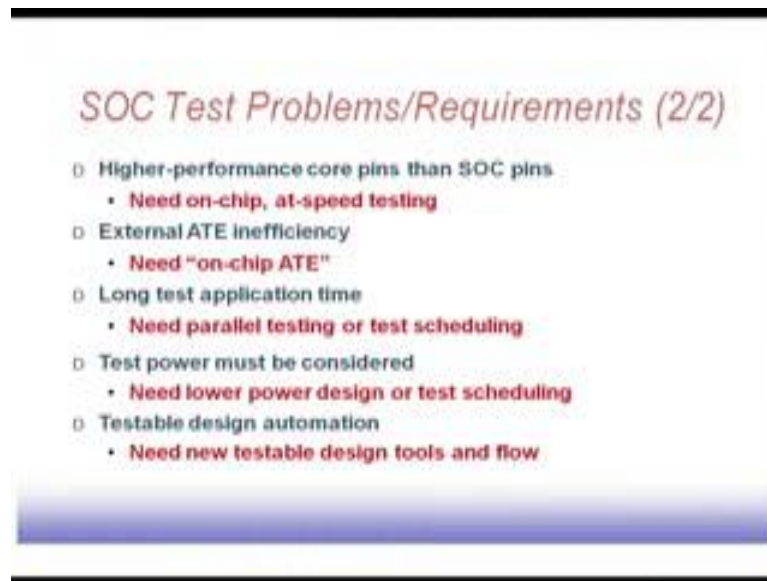 SOC Test Problems/Requirements (2/2)
Higher-performance core pins than SOC pins
• Need on-chip, at-speed testing
External ATE inefficiency
• Need “on-chip ATE”
Long test application time
• Need parallel testing or test scheduling
Test power must be considered
• Need lower power design or test scheduling
Testable design automation
• Need new testable design tools and flow